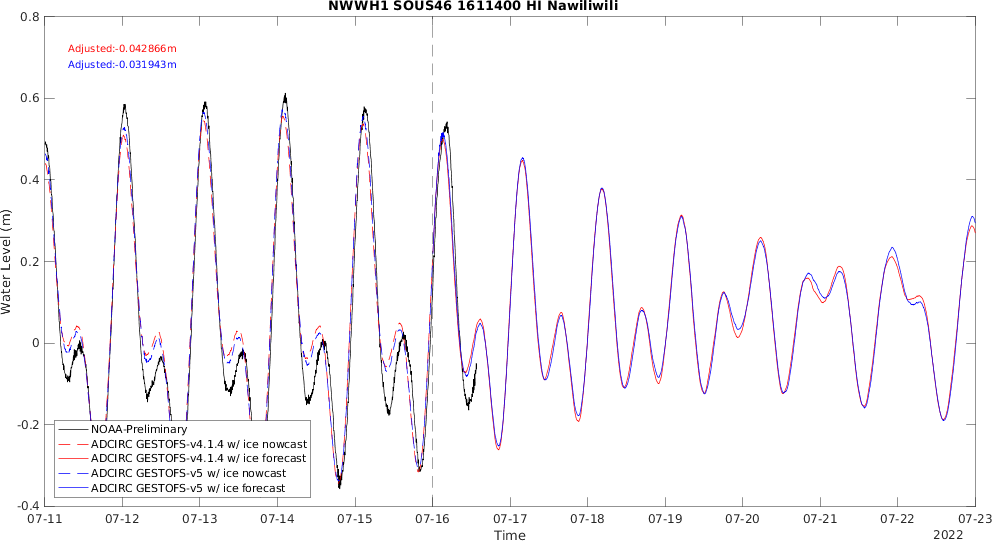 NWWH1 SOUS46 1611400 HI Nawiliwili
Adjusted:-0.042866m
Adjusted:-0.031943m
0.8
0.6
0.4
0.2
0
-0.2
-0.4
Water Level (m)
NOAA-Preliminary
ADCIRC GESTOFS-v4.1.4 w/ ice nowcast
ADCIRC GESTOFS-v4.1.4 w/ ice forecast
ADCIRC GESTOFS-v5 w/ ice nowcast
ADCIRC GESTOFS-v5 w/ ice forecast
07-11 07-12 07-13 07-14 07-15 07-16 07-17 07-18 07-19 07-20 07-21 07-22 07-23
Time
2022